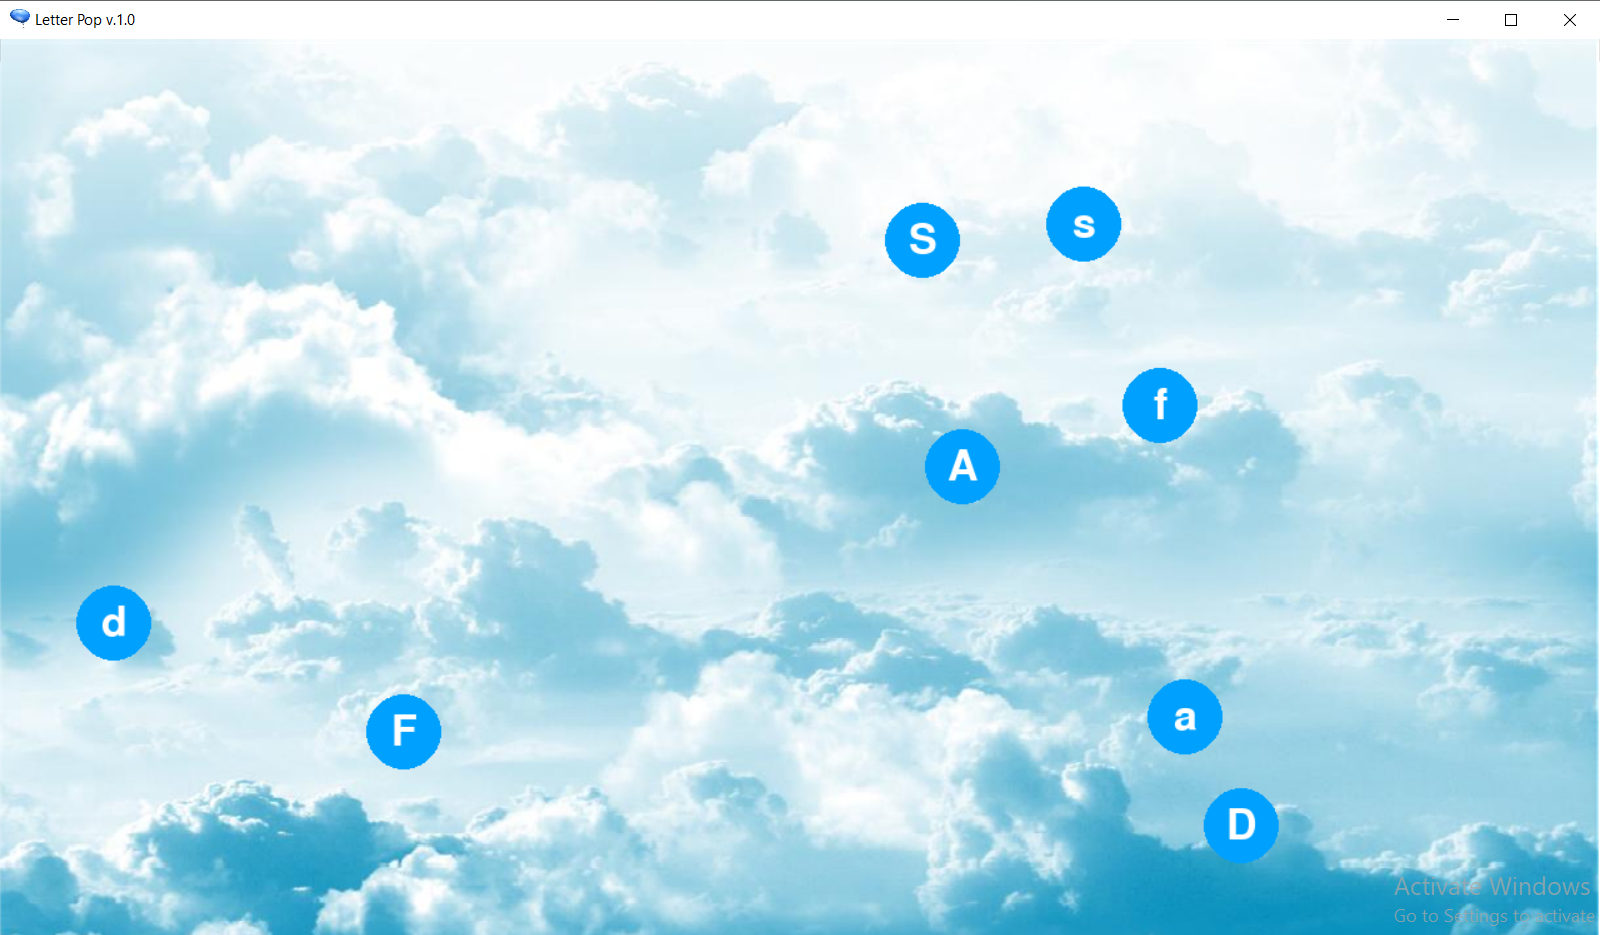 Letter Pop v.1.0
S
s
f
A
d
a
F
D
Activate Windows
Go to Settings to activate